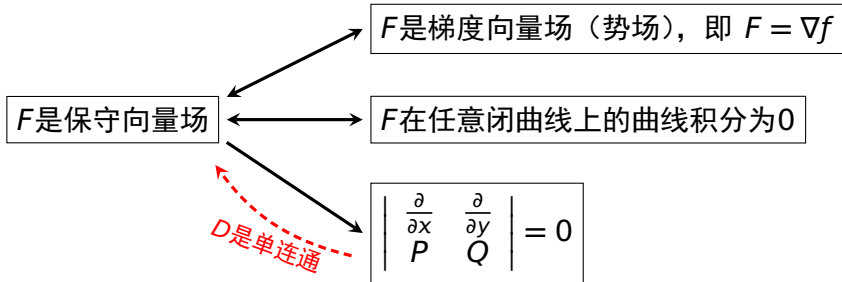 F是梯度向量场（势场），即 F = ∇f
F是保守向量场
F在任意闭曲线上的曲线积分为0
D是单连通
| ∂/∂x ∂/∂y |
| P Q | = 0